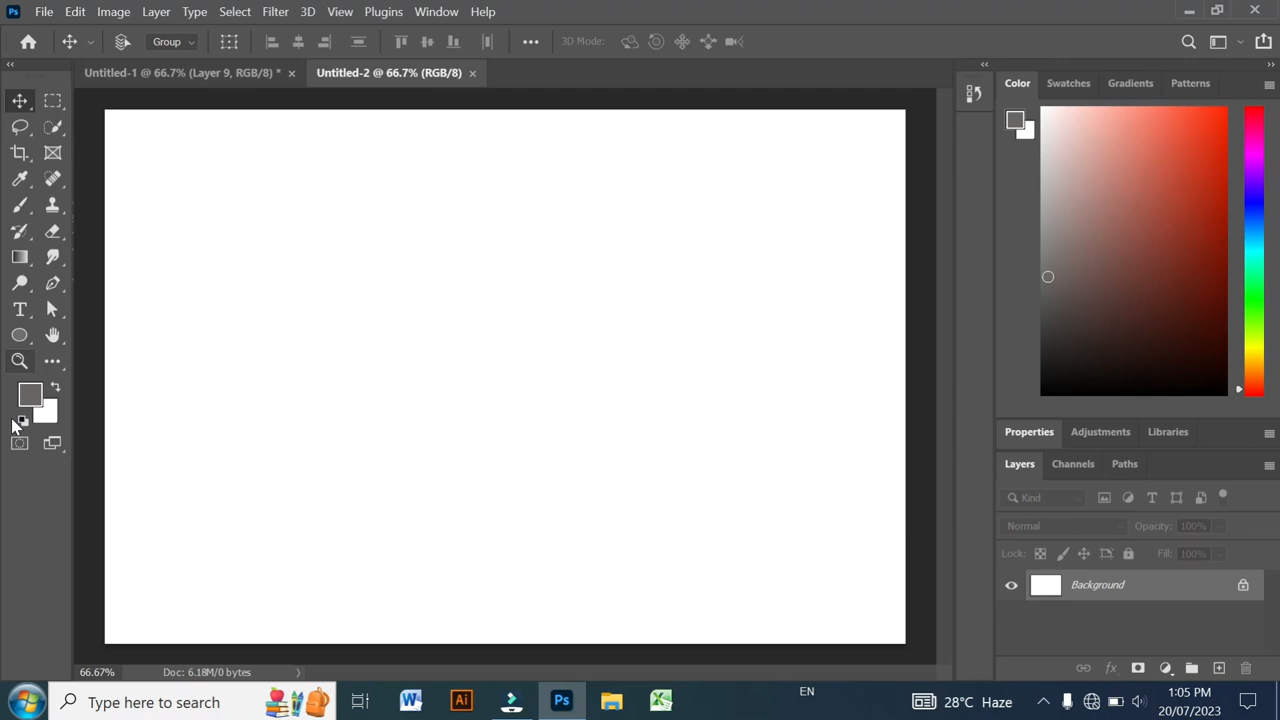 Ps File Edit Image Layer Type Select Filter 3D View Plugins Window Help
Group 3D Mode:
Untitled-1 @ 66.7% (Layer 9, RGB/8) * Untitled-2 @ 66.7% (RGB/8)
Color Swatches Gradients Patterns
Properties Adjustments Libraries
Layers Channels Paths
Kind
Normal Opacity: 100%
Lock: Fill: 100%
Background
66.67% Doc: 6.18M/0 bytes
Type here to search Ai Ps EN 28°C Haze 1:05 PM
20/07/2023